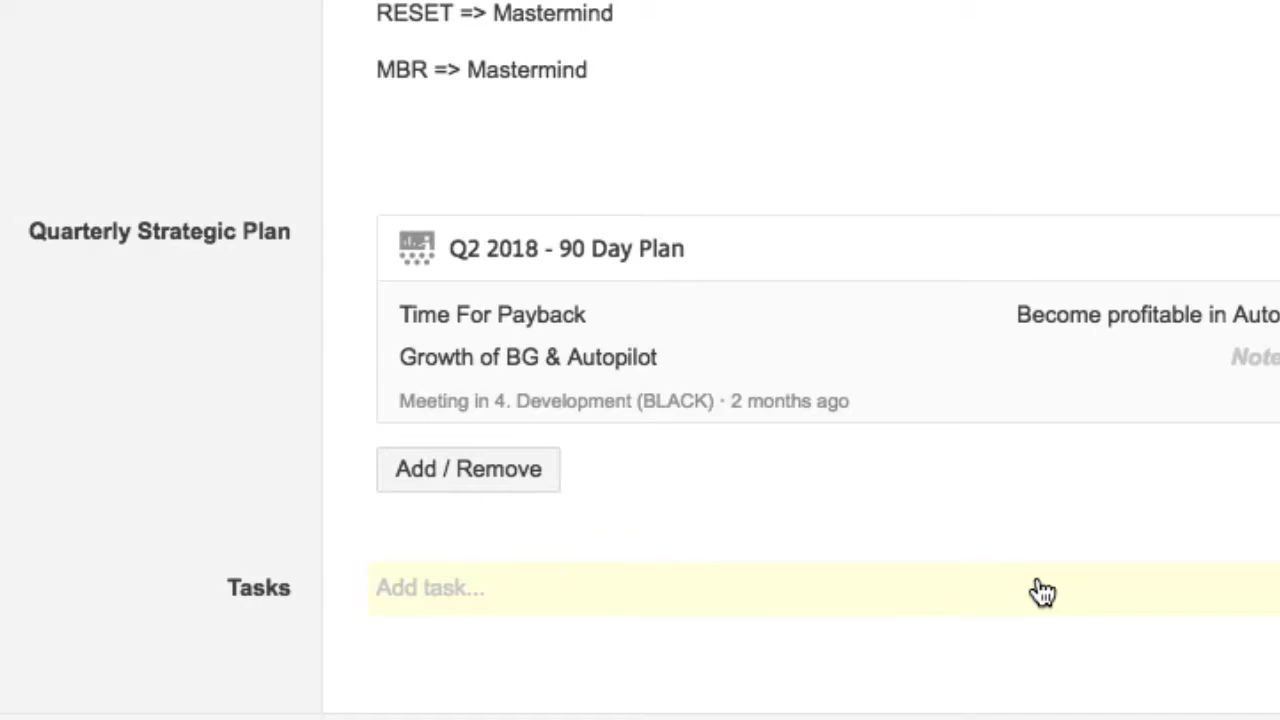 RESET => Mastermind
MBR => Mastermind
Quarterly Strategic Plan
Q2 2018 - 90 Day Plan
Time For Payback
Become profitable in Auto
Growth of BG & Autopilot
Note
Meeting in 4. Development (BLACK) · 2 months ago
Add / Remove
Tasks
Add task...